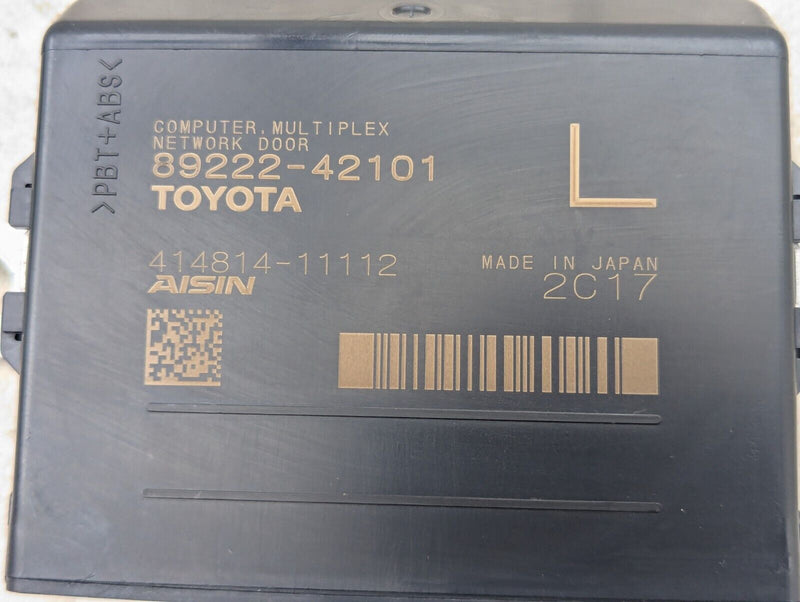 >PBT+ABS<
COMPUTER, MULTIPLEX
NETWORK DOOR
89222-42101
TOYOTA
L
414814-11112
AISIN
MADE IN JAPAN
2C17